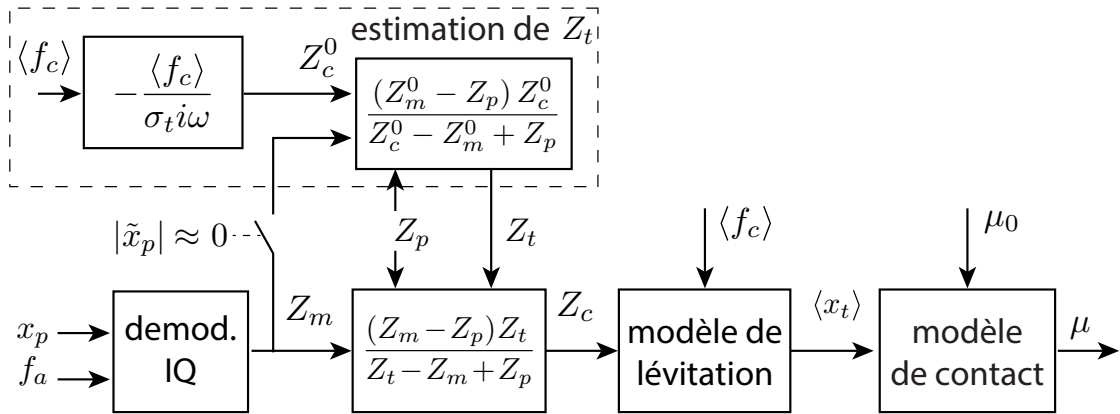 estimation de Z_t
⟨f_c⟩
−⟨f_c⟩/(σ_t iω)
Z_c^0
(Z_m^0 − Z_p) Z_c^0/(Z_c^0 − Z_m^0 + Z_p)
|x̃_p| ≈ 0
Z_p
Z_t
⟨f_c⟩
μ_0
x_p
f_a
demod.
IQ
Z_m
(Z_m − Z_p) Z_t/(Z_t − Z_m + Z_p)
Z_c
modèle de
lévitation
⟨x_t⟩
modèle
de contact
μ